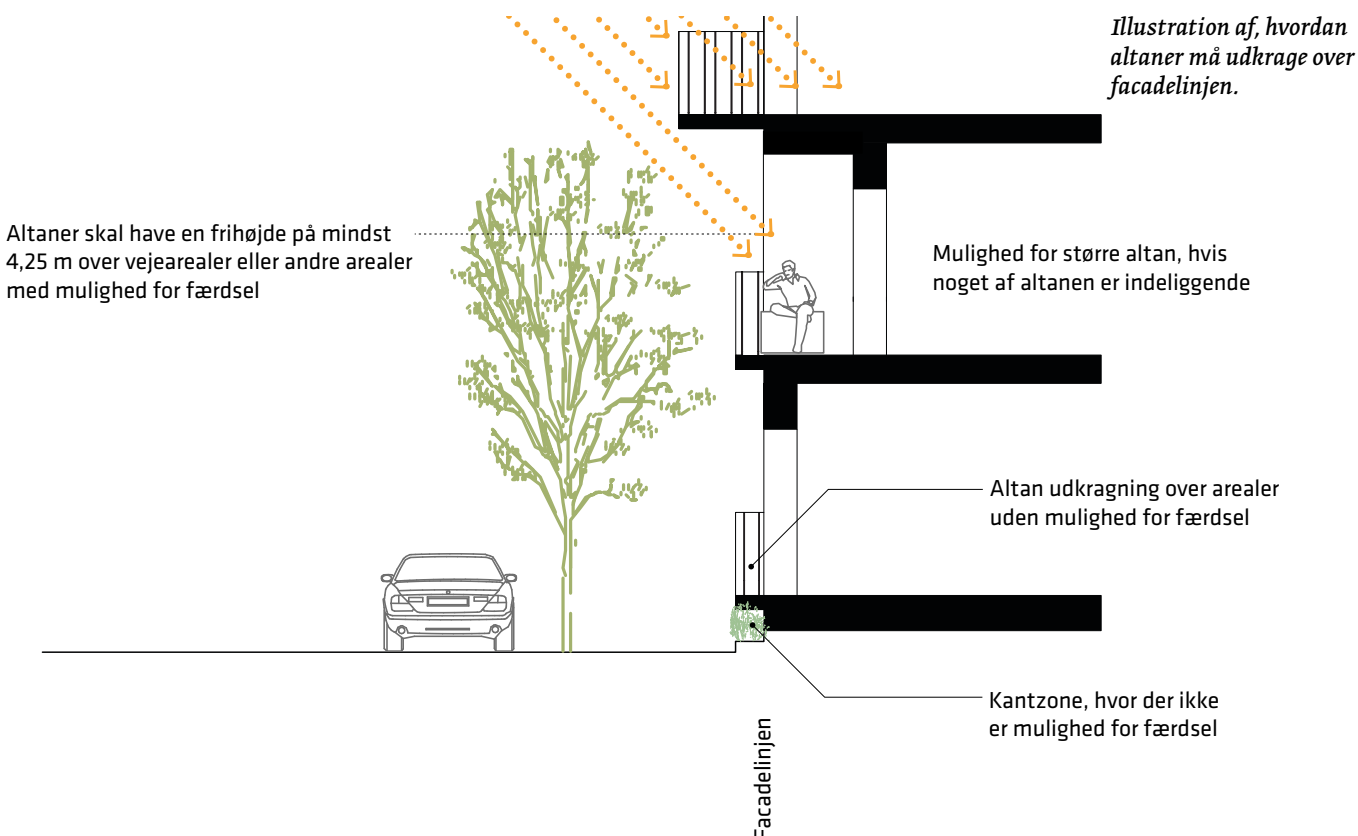 Illustration af, hvordan
altaner må udkrage over
facadelinjen.
Altaner skal have en frihøjde på mindst
4,25 m over vejearealer eller andre arealer
med mulighed for færdsel
Mulighed for større altan, hvis
noget af altanen er indeliggende
Altan udkragning over arealer
uden mulighed for færdsel
Kantzone, hvor der ikke
er mulighed for færdsel
Facadelinjen